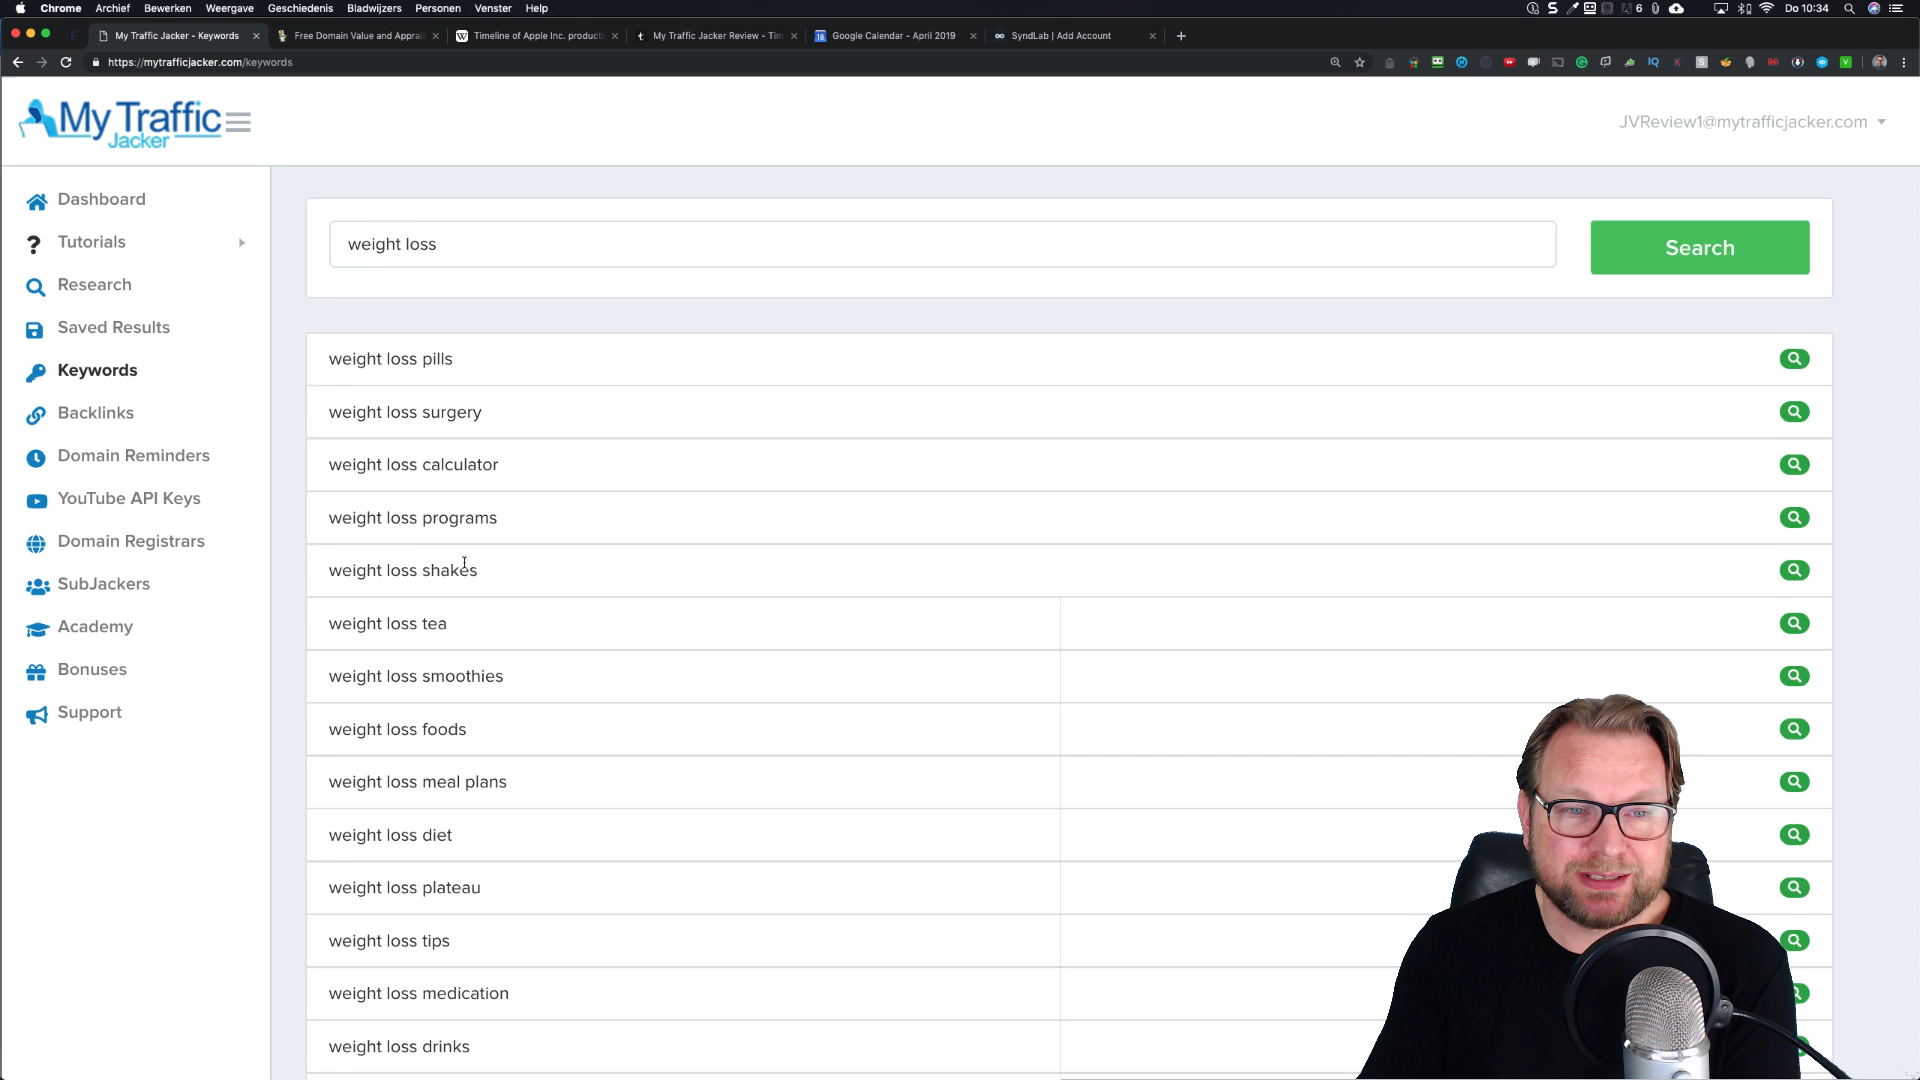 Chrome Archief Bewerken Weergave Geschiedenis Bladwijzers Personen Venster Help
6 Do 10:34
My Traffic Jacker - Keywords
Free Domain Value and Apprai
Timeline of Apple Inc. product
My Traffic Jacker Review - Tim
Google Calendar - April 2019
SyndLab | Add Account
https://mytrafficjacker.com/keywords
My Traffic
Jacker
JVReview1@mytrafficjacker.com
Dashboard
Tutorials
Research
Saved Results
Keywords
Backlinks
Domain Reminders
YouTube API Keys
Domain Registrars
SubJackers
Academy
Bonuses
Support
weight loss
Search
weight loss pills
weight loss surgery
weight loss calculator
weight loss programs
weight loss shakes
weight loss tea
weight loss smoothies
weight loss foods
weight loss meal plans
weight loss diet
weight loss plateau
weight loss tips
weight loss medication
weight loss drinks